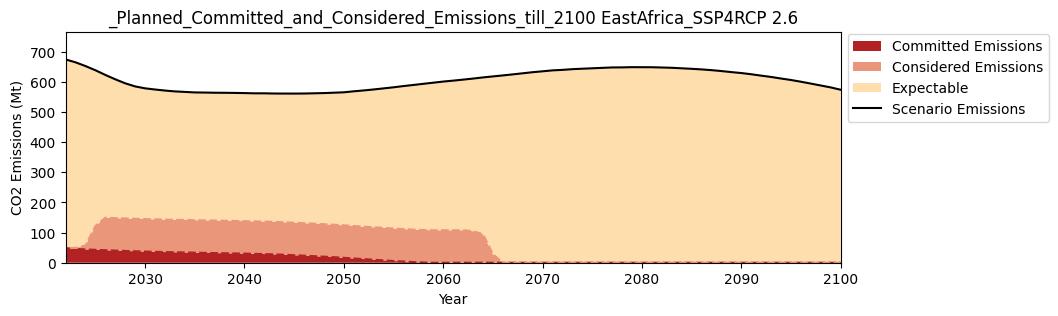 _Planned_Committed_and_Considered_Emissions_till_2100 EastAfrica_SSP4RCP 2.6
Committed Emissions
Considered Emissions
Expectable
Scenario Emissions
CO2 Emissions (Mt)
700
600
500
400
300
200
100
0
2030
2040
2050
2060
2070
2080
2090
2100
Year